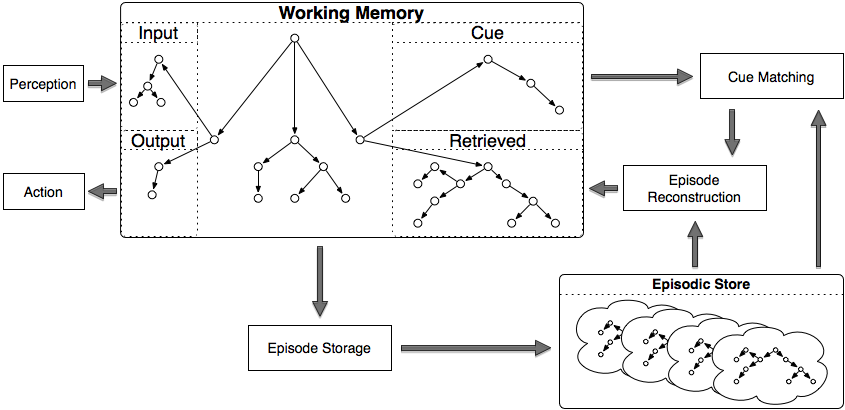 Working Memory
Input
Cue
Perception
Cue Matching
Output
Retrieved
Action
Episode
Reconstruction
Episodic Store
Episode Storage